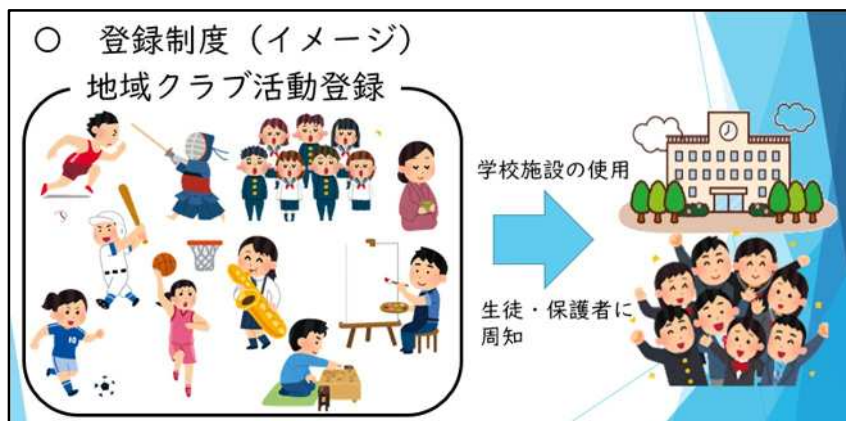 ○ 登録制度（イメージ）
地域クラブ活動登録
学校施設の使用
生徒・保護者に
周知
10